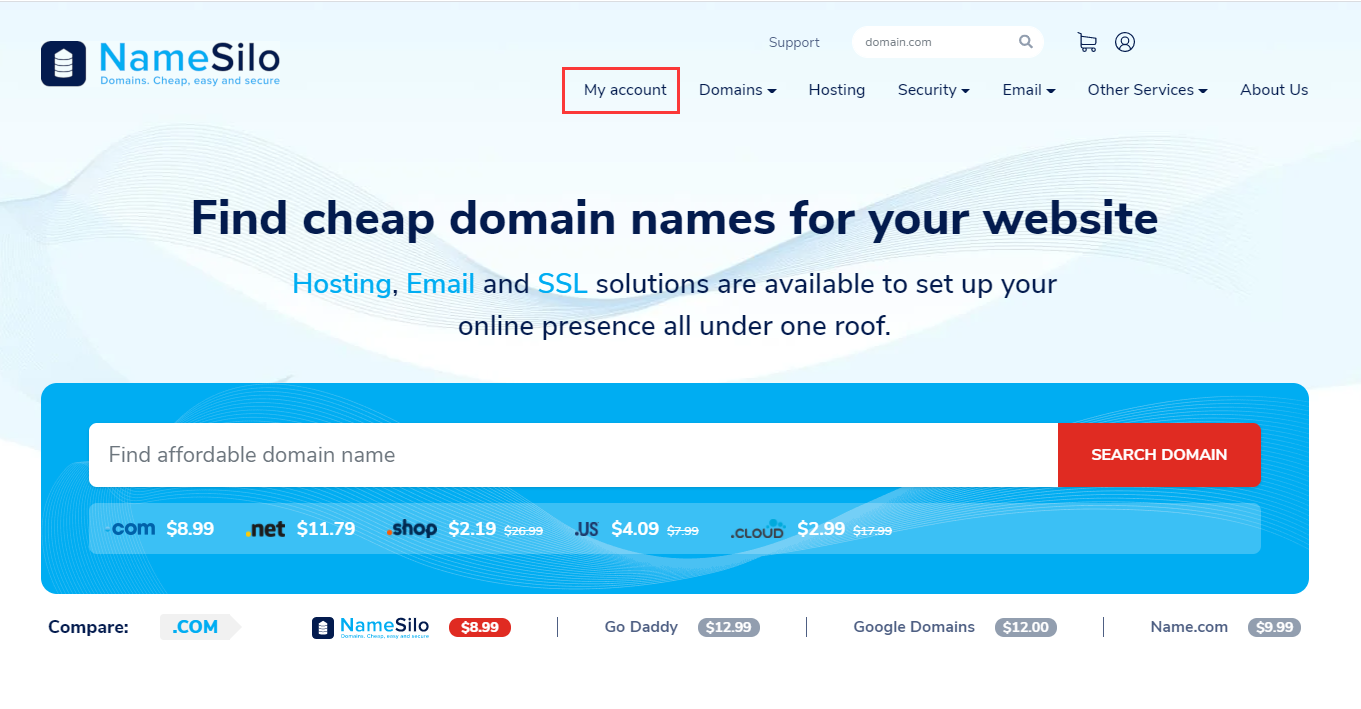 NameSilo
Domains. Cheap, easy and secure
Support
domain.com
My account
Domains
Hosting
Security
Email
Other Services
About Us
Find cheap domain names for your website
Hosting, Email and SSL solutions are available to set up your
online presence all under one roof.
Find affordable domain name
SEARCH DOMAIN
.com $8.99 .net $11.79 .shop $2.19 $26.99 .US $4.09 $7.99 .CLOUD $2.99 $17.99
Compare: .COM NameSilo Domains. Cheap, easy and secure $8.99 Go Daddy $12.99 Google Domains $12.00 Name.com $9.99